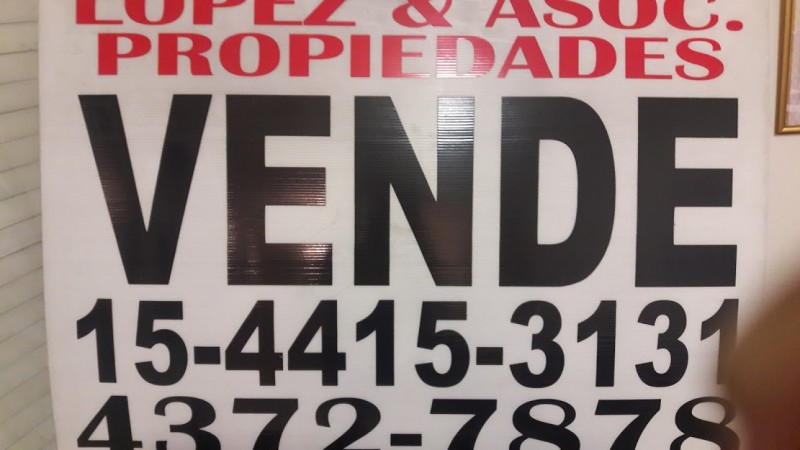 LOPEZ & ASOC.
PROPIEDADES
VENDE
15-4415-3131
4372-7878